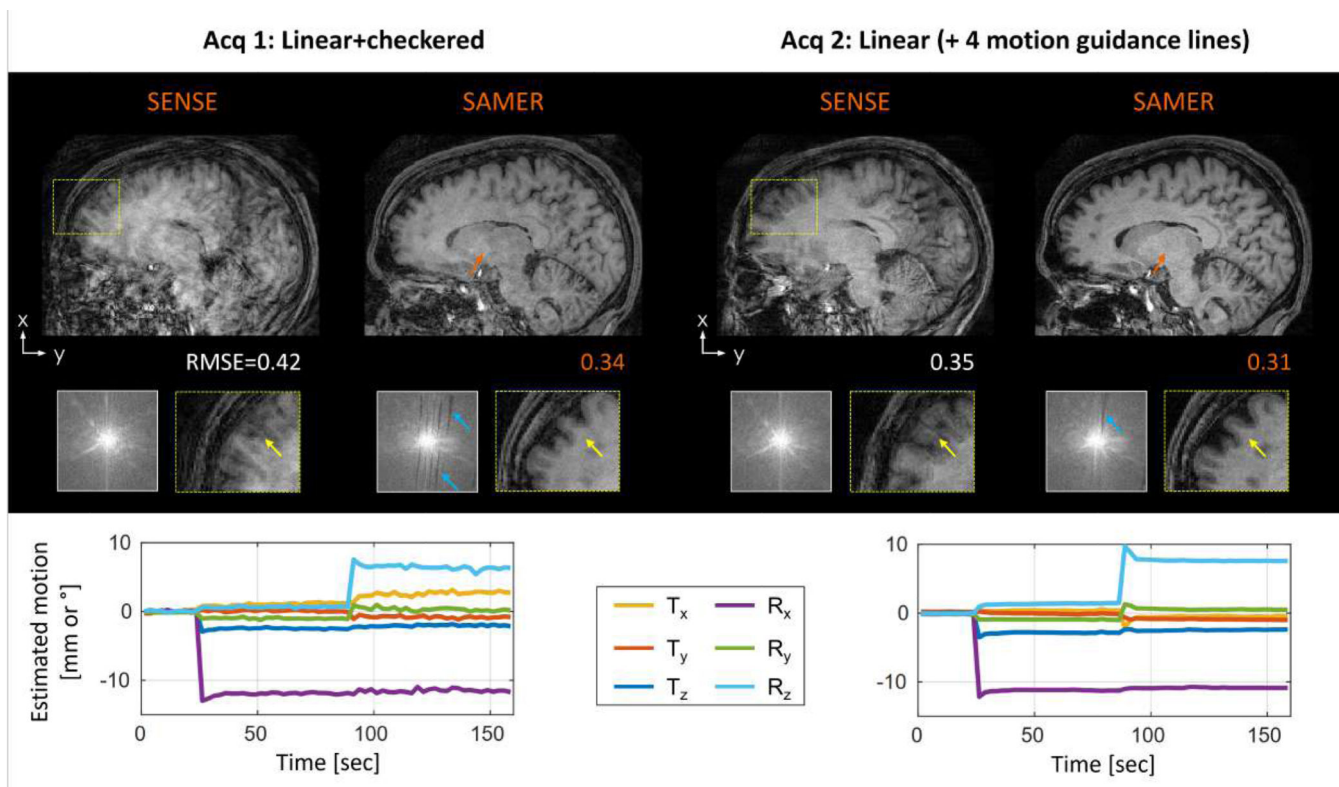 Acq 1: Linear+checkered
Acq 2: Linear (+ 4 motion guidance lines)
SENSE
SAMER
SENSE
SAMER
x
y
x
y
RMSE=0.42
0.34
0.35
0.31
Estimated motion
[mm or °]
10
0
-10
0
50
100
150
Time [sec]
Tx
Rx
Ty
Ry
Tz
Rz
10
0
-10
0
50
100
150
Time [sec]